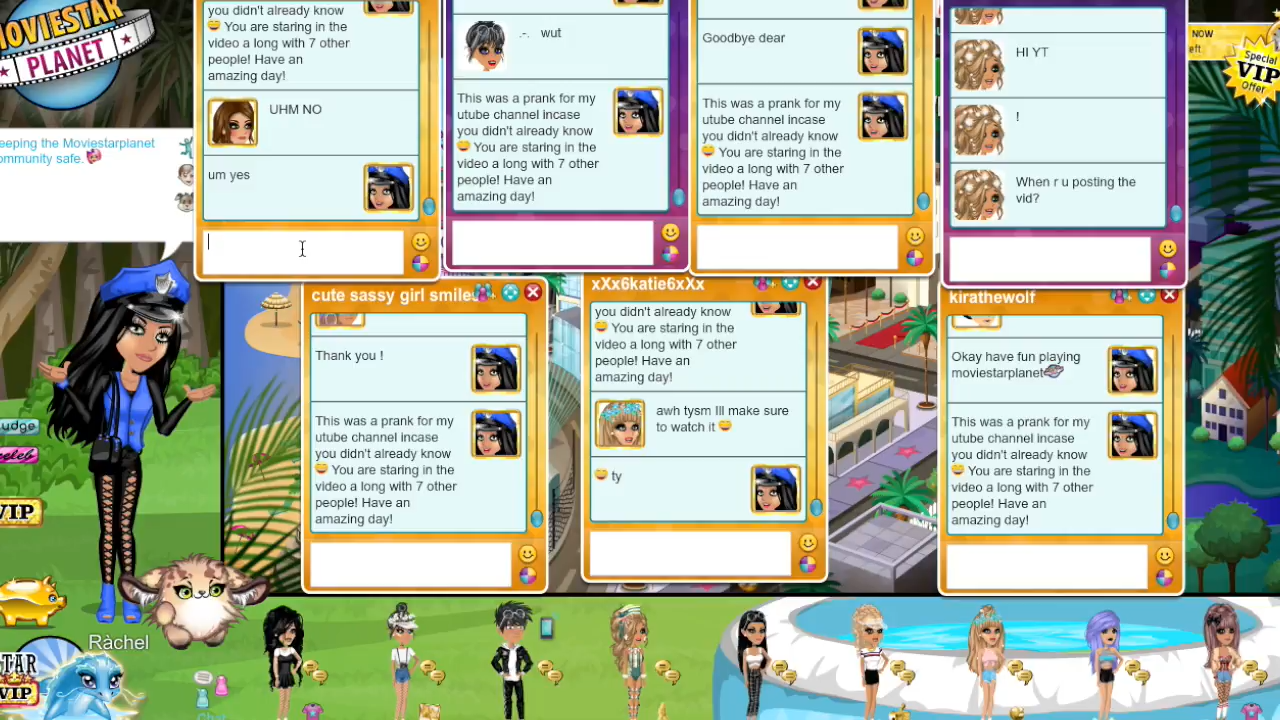 MOVIESTAR
PLANET
eeping the Moviestarplanet
ommunity safe.
you didn't already know
You are staring in the
video a long with 7 other
people! Have an
amazing day!
UHM NO
um yes
.-. wut
This was a prank for my
utube channel incase
you didn't already know
You are staring in the
video a long with 7 other
people! Have an
amazing day!
Goodbye dear
This was a prank for my
utube channel incase
you didn't already know
You are staring in the
video a long with 7 other
people! Have an
amazing day!
HI YT
!
When r u posting the
vid?
NOW
eft
Special
VIP
Offer
cute sassy girl smiles
Thank you !
This was a prank for my
utube channel incase
you didn't already know
You are staring in the
video a long with 7 other
people! Have an
amazing day!
xXx6katie6xXx
you didn't already know
You are staring in the
video a long with 7 other
people! Have an
amazing day!
awh tysm Ill make sure
to watch it
ty
kirathewolf
Okay have fun playing
moviestarplanet
This was a prank for my
utube channel incase
you didn't already know
You are staring in the
video a long with 7 other
people! Have an
amazing day!
udge
eleb
VIP
Ràchel
STAR
VIP